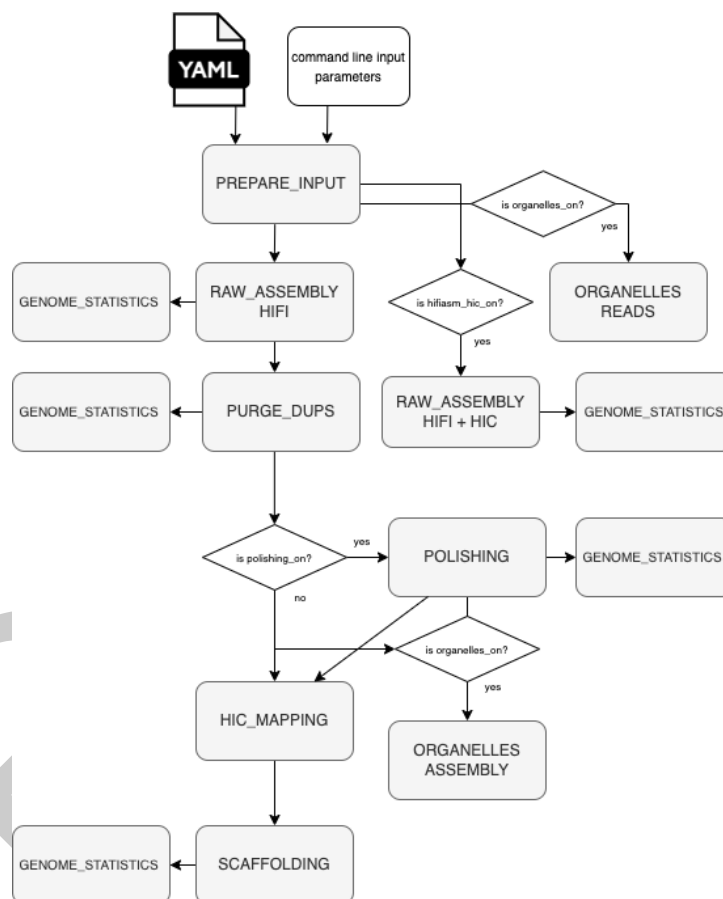 YAML
command line input
parameters
PREPARE_INPUT
is organelles_on?
yes
GENOME_STATISTICS
RAW_ASSEMBLY
HIFI
is hifiasm_hic_on?
ORGANELLES
READS
yes
GENOME_STATISTICS
PURGE_DUPS
RAW_ASSEMBLY
HIFI + HIC
GENOME_STATISTICS
is polishing_on?
yes
POLISHING
GENOME_STATISTICS
no
is organelles_on?
yes
HIC_MAPPING
ORGANELLES
ASSEMBLY
GENOME_STATISTICS
SCAFFOLDING